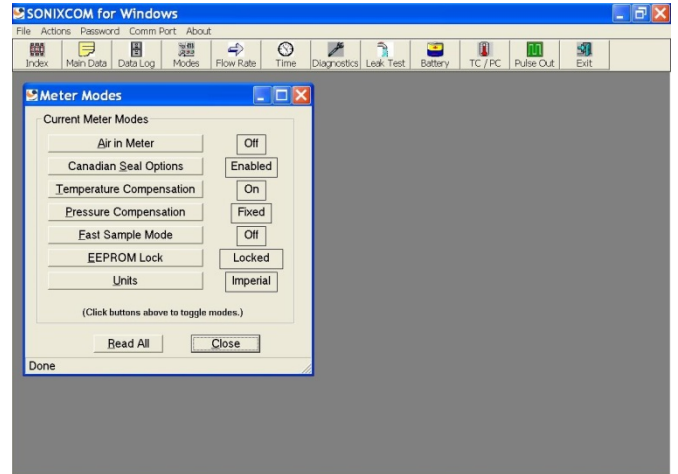 SONIXCOM for Windows
File Actions Password Comm Port About
Index Main Data Data Log Modes Flow Rate Time Diagnostics Leak Test Battery TC / PC Pulse Out Exit
Meter Modes
Current Meter Modes
Air in Meter Off
Canadian Seal Options Enabled
Temperature Compensation On
Pressure Compensation Fixed
Fast Sample Mode Off
EEPROM Lock Locked
Units Imperial
(Click buttons above to toggle modes.)
Read All Close
Done